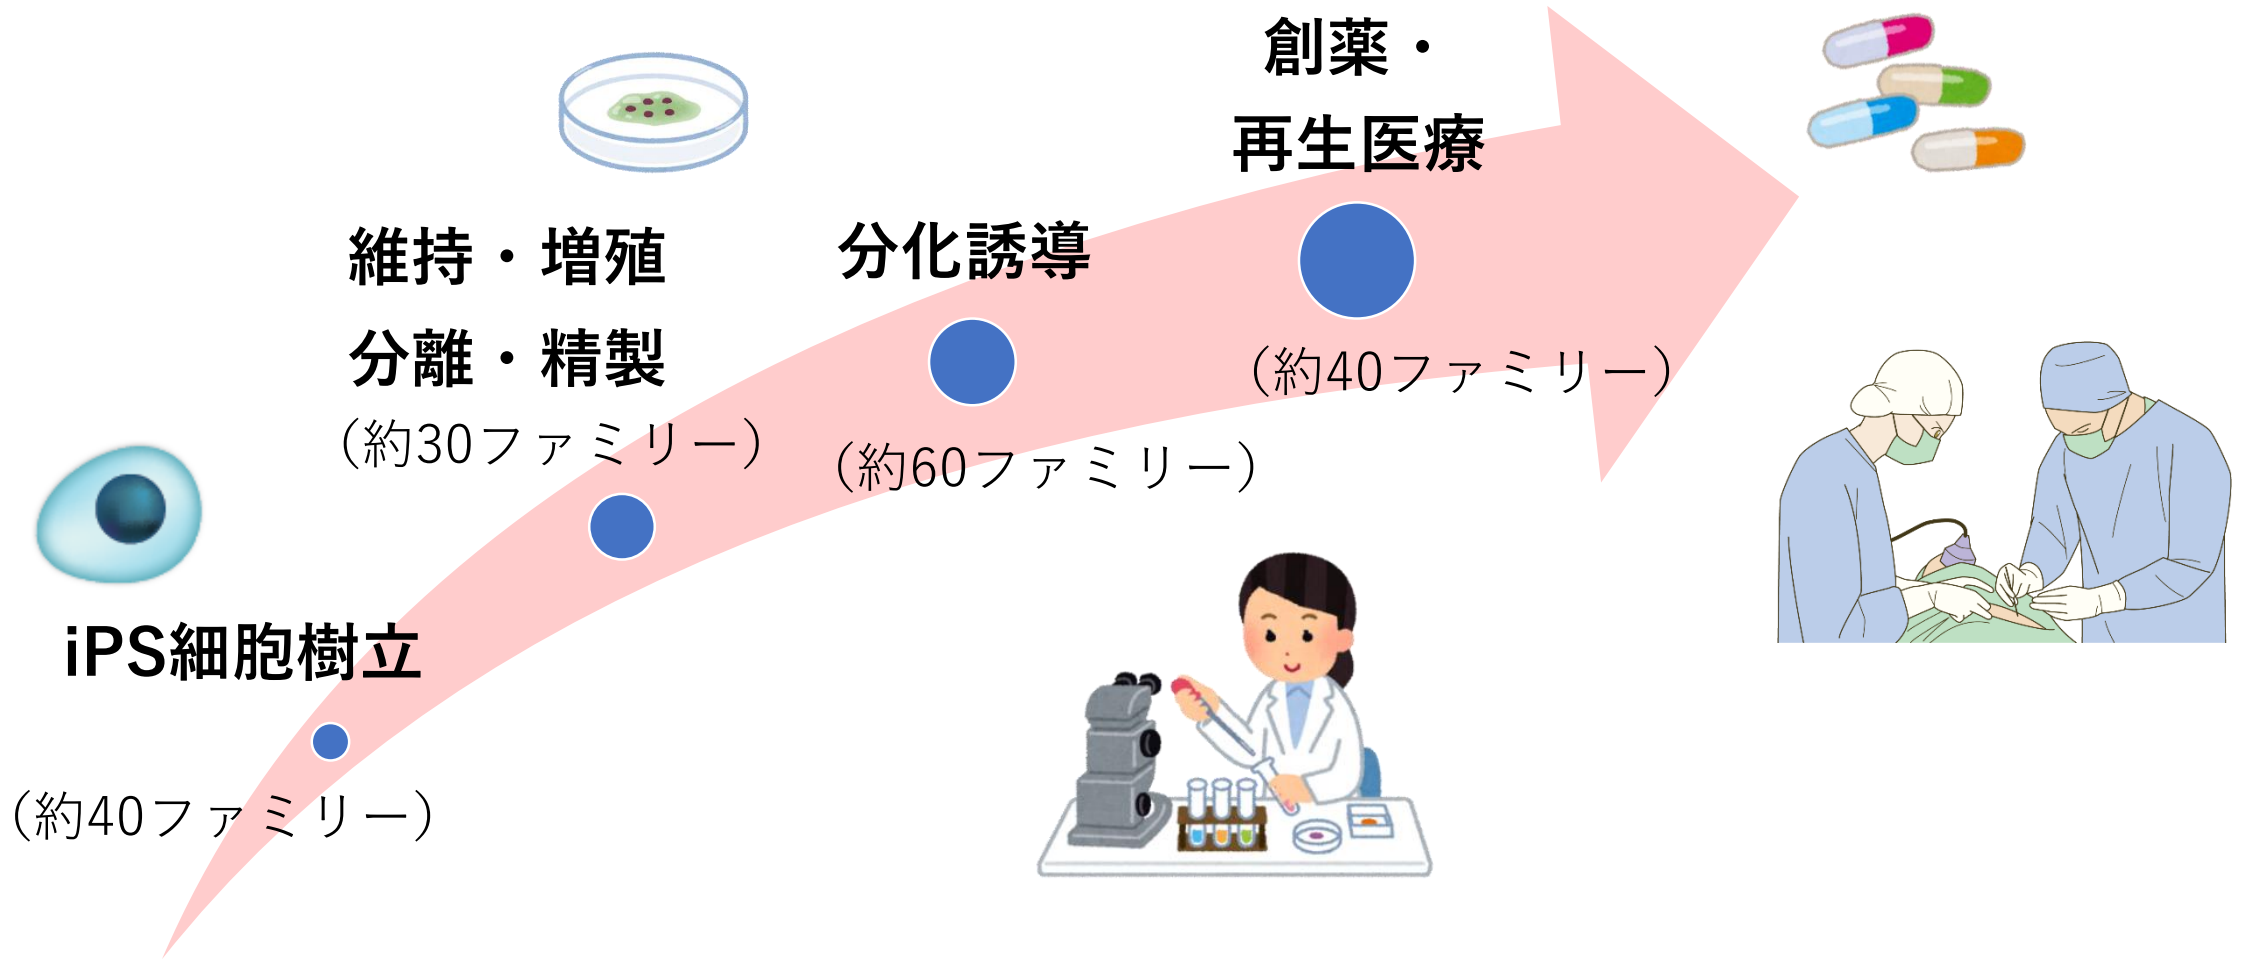 iPS細胞樹立
（約40ファミリー）
維持・増殖
分離・精製
（約30ファミリー）
分化誘導
（約60ファミリー）
創薬・
再生医療
（約40ファミリー）